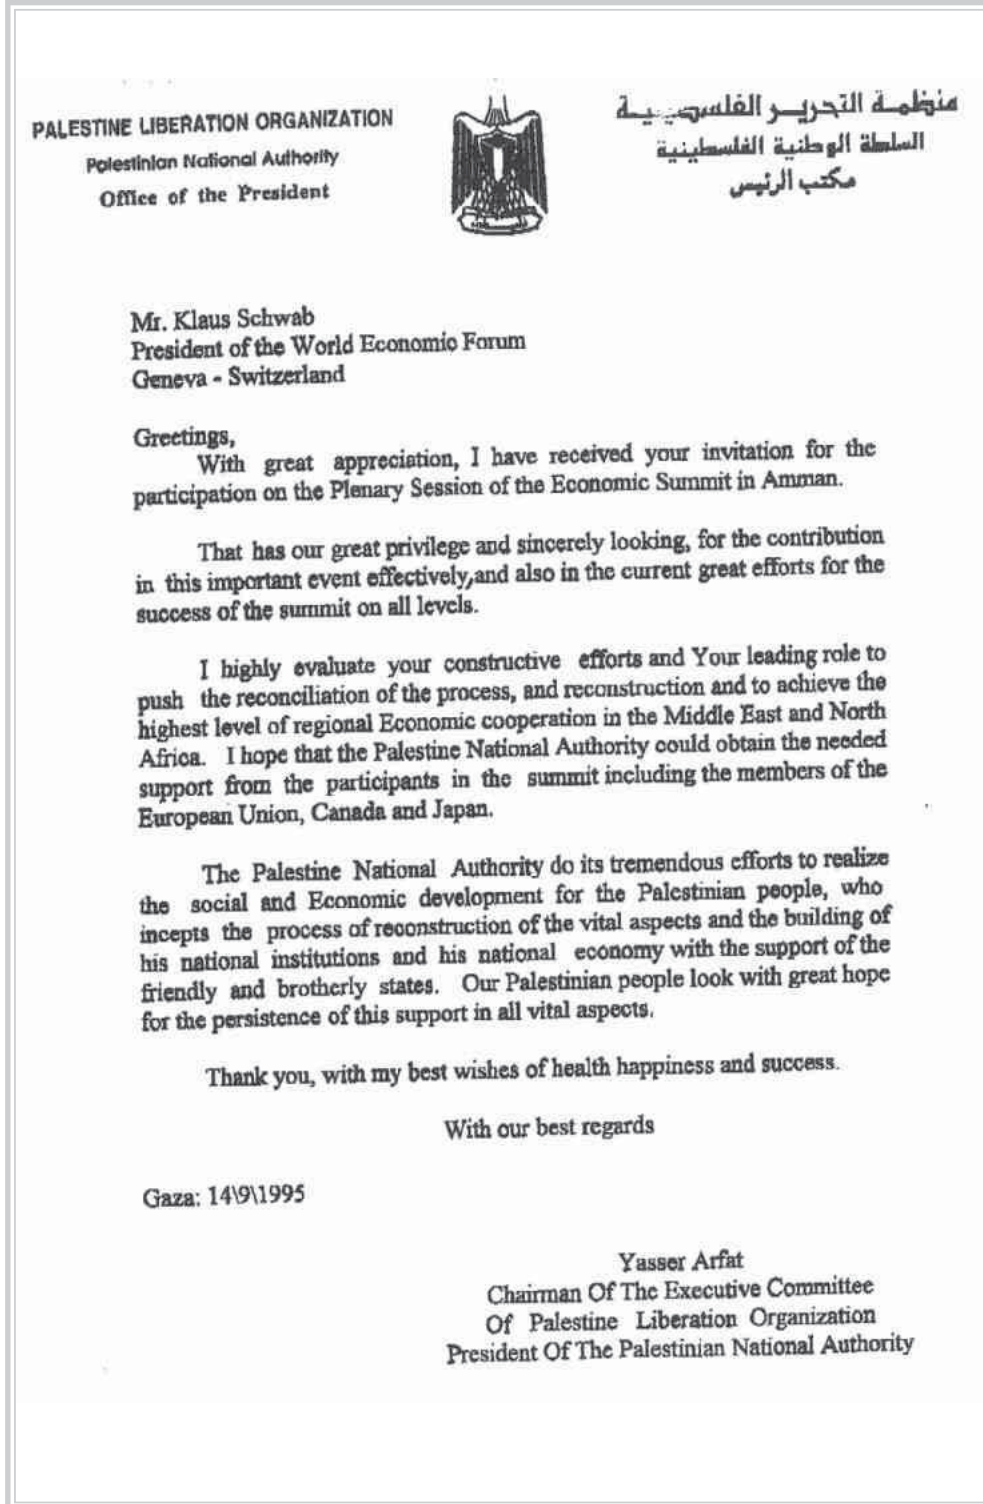 PALESTINE LIBERATION ORGANIZATION
Palestinian National Authority
Office of the President
منظمة التحرير الفلسطينية
السلطة الوطنية الفلسطينية
مكتب الرئيس
Mr. Klaus Schwab
President of the World Economic Forum
Geneva - Switzerland
Greetings,
With great appreciation, I have received your invitation for the
participation on the Plenary Session of the Economic Summit in Amman.
That has our great privilege and sincerely looking, for the contribution
in this important event effectively,and also in the current great efforts for the
success of the summit on all levels.
I highly evaluate your constructive efforts and Your leading role to
push the reconciliation of the process, and reconstruction and to achieve the
highest level of regional Economic cooperation in the Middle East and North
Africa. I hope that the Palestine National Authority could obtain the needed
support from the participants in the summit including the members of the
European Union, Canada and Japan.
The Palestine National Authority do its tremendous efforts to realize
the social and Economic development for the Palestinian people, who
incepts the process of reconstruction of the vital aspects and the building of
his national institutions and his national economy with the support of the
friendly and brotherly states. Our Palestinian people look with great hope
for the persistence of this support in all vital aspects.
Thank you, with my best wishes of health happiness and success.
With our best regards
Gaza: 14\9\1995
Yasser Arfat
Chairman Of The Executive Committee
Of Palestine Liberation Organization
President Of The Palestinian National Authority